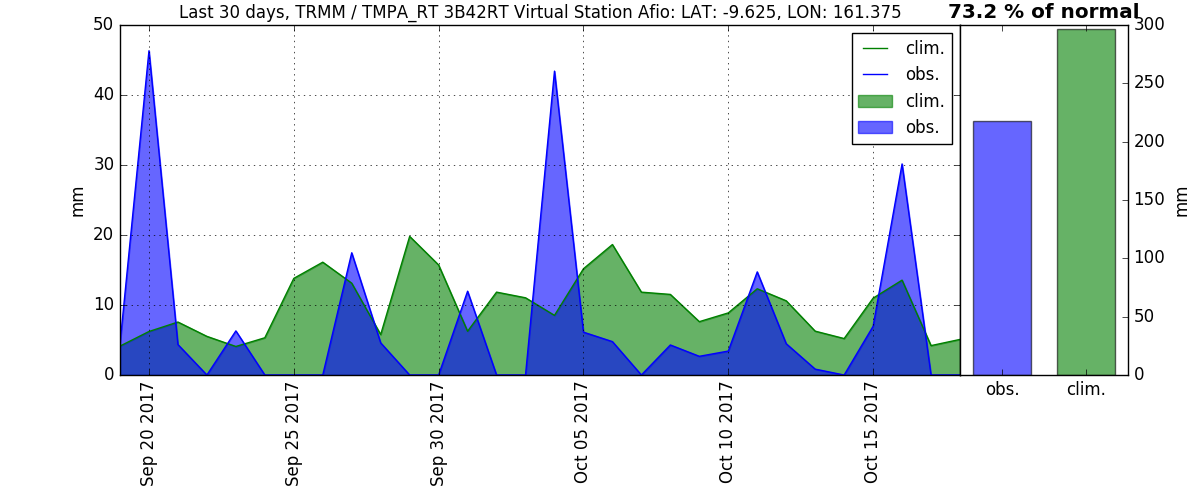 Last 30 days, TRMM / TMPA_RT 3B42RT Virtual Station Afio: LAT: -9.625, LON: 161.375
73.2 % of normal
50
40
30
20
10
0
mm
clim.
obs.
clim.
obs.
Sep 20 2017
Sep 25 2017
Sep 30 2017
Oct 05 2017
Oct 10 2017
Oct 15 2017
300
250
200
150
100
50
0
mm
obs.
clim.